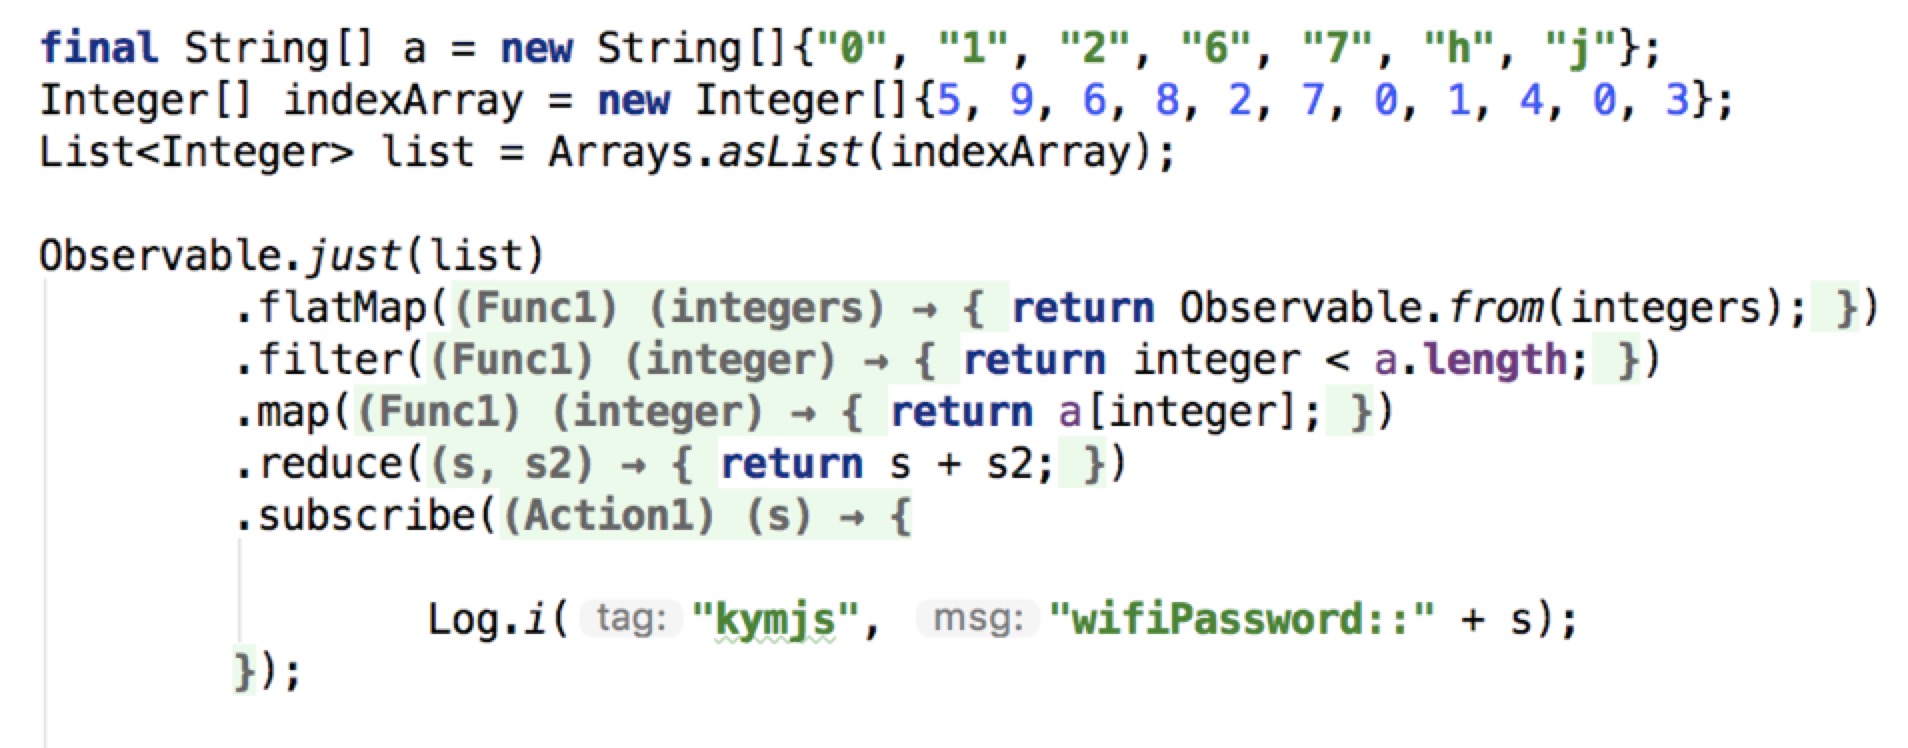 final String[] a = new String[]{"0", "1", "2", "6", "7", "h", "j"};
Integer[] indexArray = new Integer[]{5, 9, 6, 8, 2, 7, 0, 1, 4, 0, 3};
List<Integer> list = Arrays.asList(indexArray);
Observable.just(list)
.flatMap((Func1) (integers) → { return Observable.from(integers); })
.filter((Func1) (integer) → { return integer < a.length; })
.map((Func1) (integer) → { return a[integer]; })
.reduce((s, s2) → { return s + s2; })
.subscribe((Action1) (s) → {
Log.i( tag: "kymjs", msg: "wifiPassword::" + s);
});